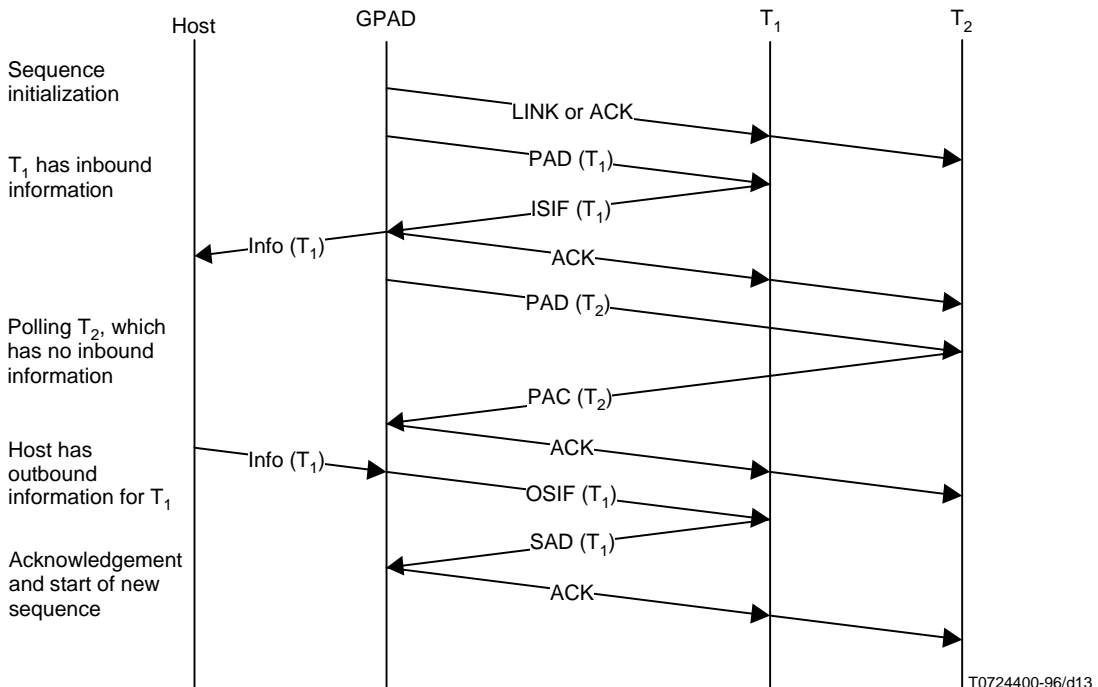 Host
GPAD
T₁
T₂
Sequence
initialization
LINK or ACK
PAD (T₁)
T₁ has inbound
information
ISIF (T₁)
Info (T₁)
ACK
PAD (T₂)
Polling T₂, which
has no inbound
information
PAC (T₂)
ACK
Host has
outbound
information for T₁
Info (T₁)
OSIF (T₁)
SAD (T₁)
Acknowledgement
and start of new
sequence
ACK
T0724400-96/d13